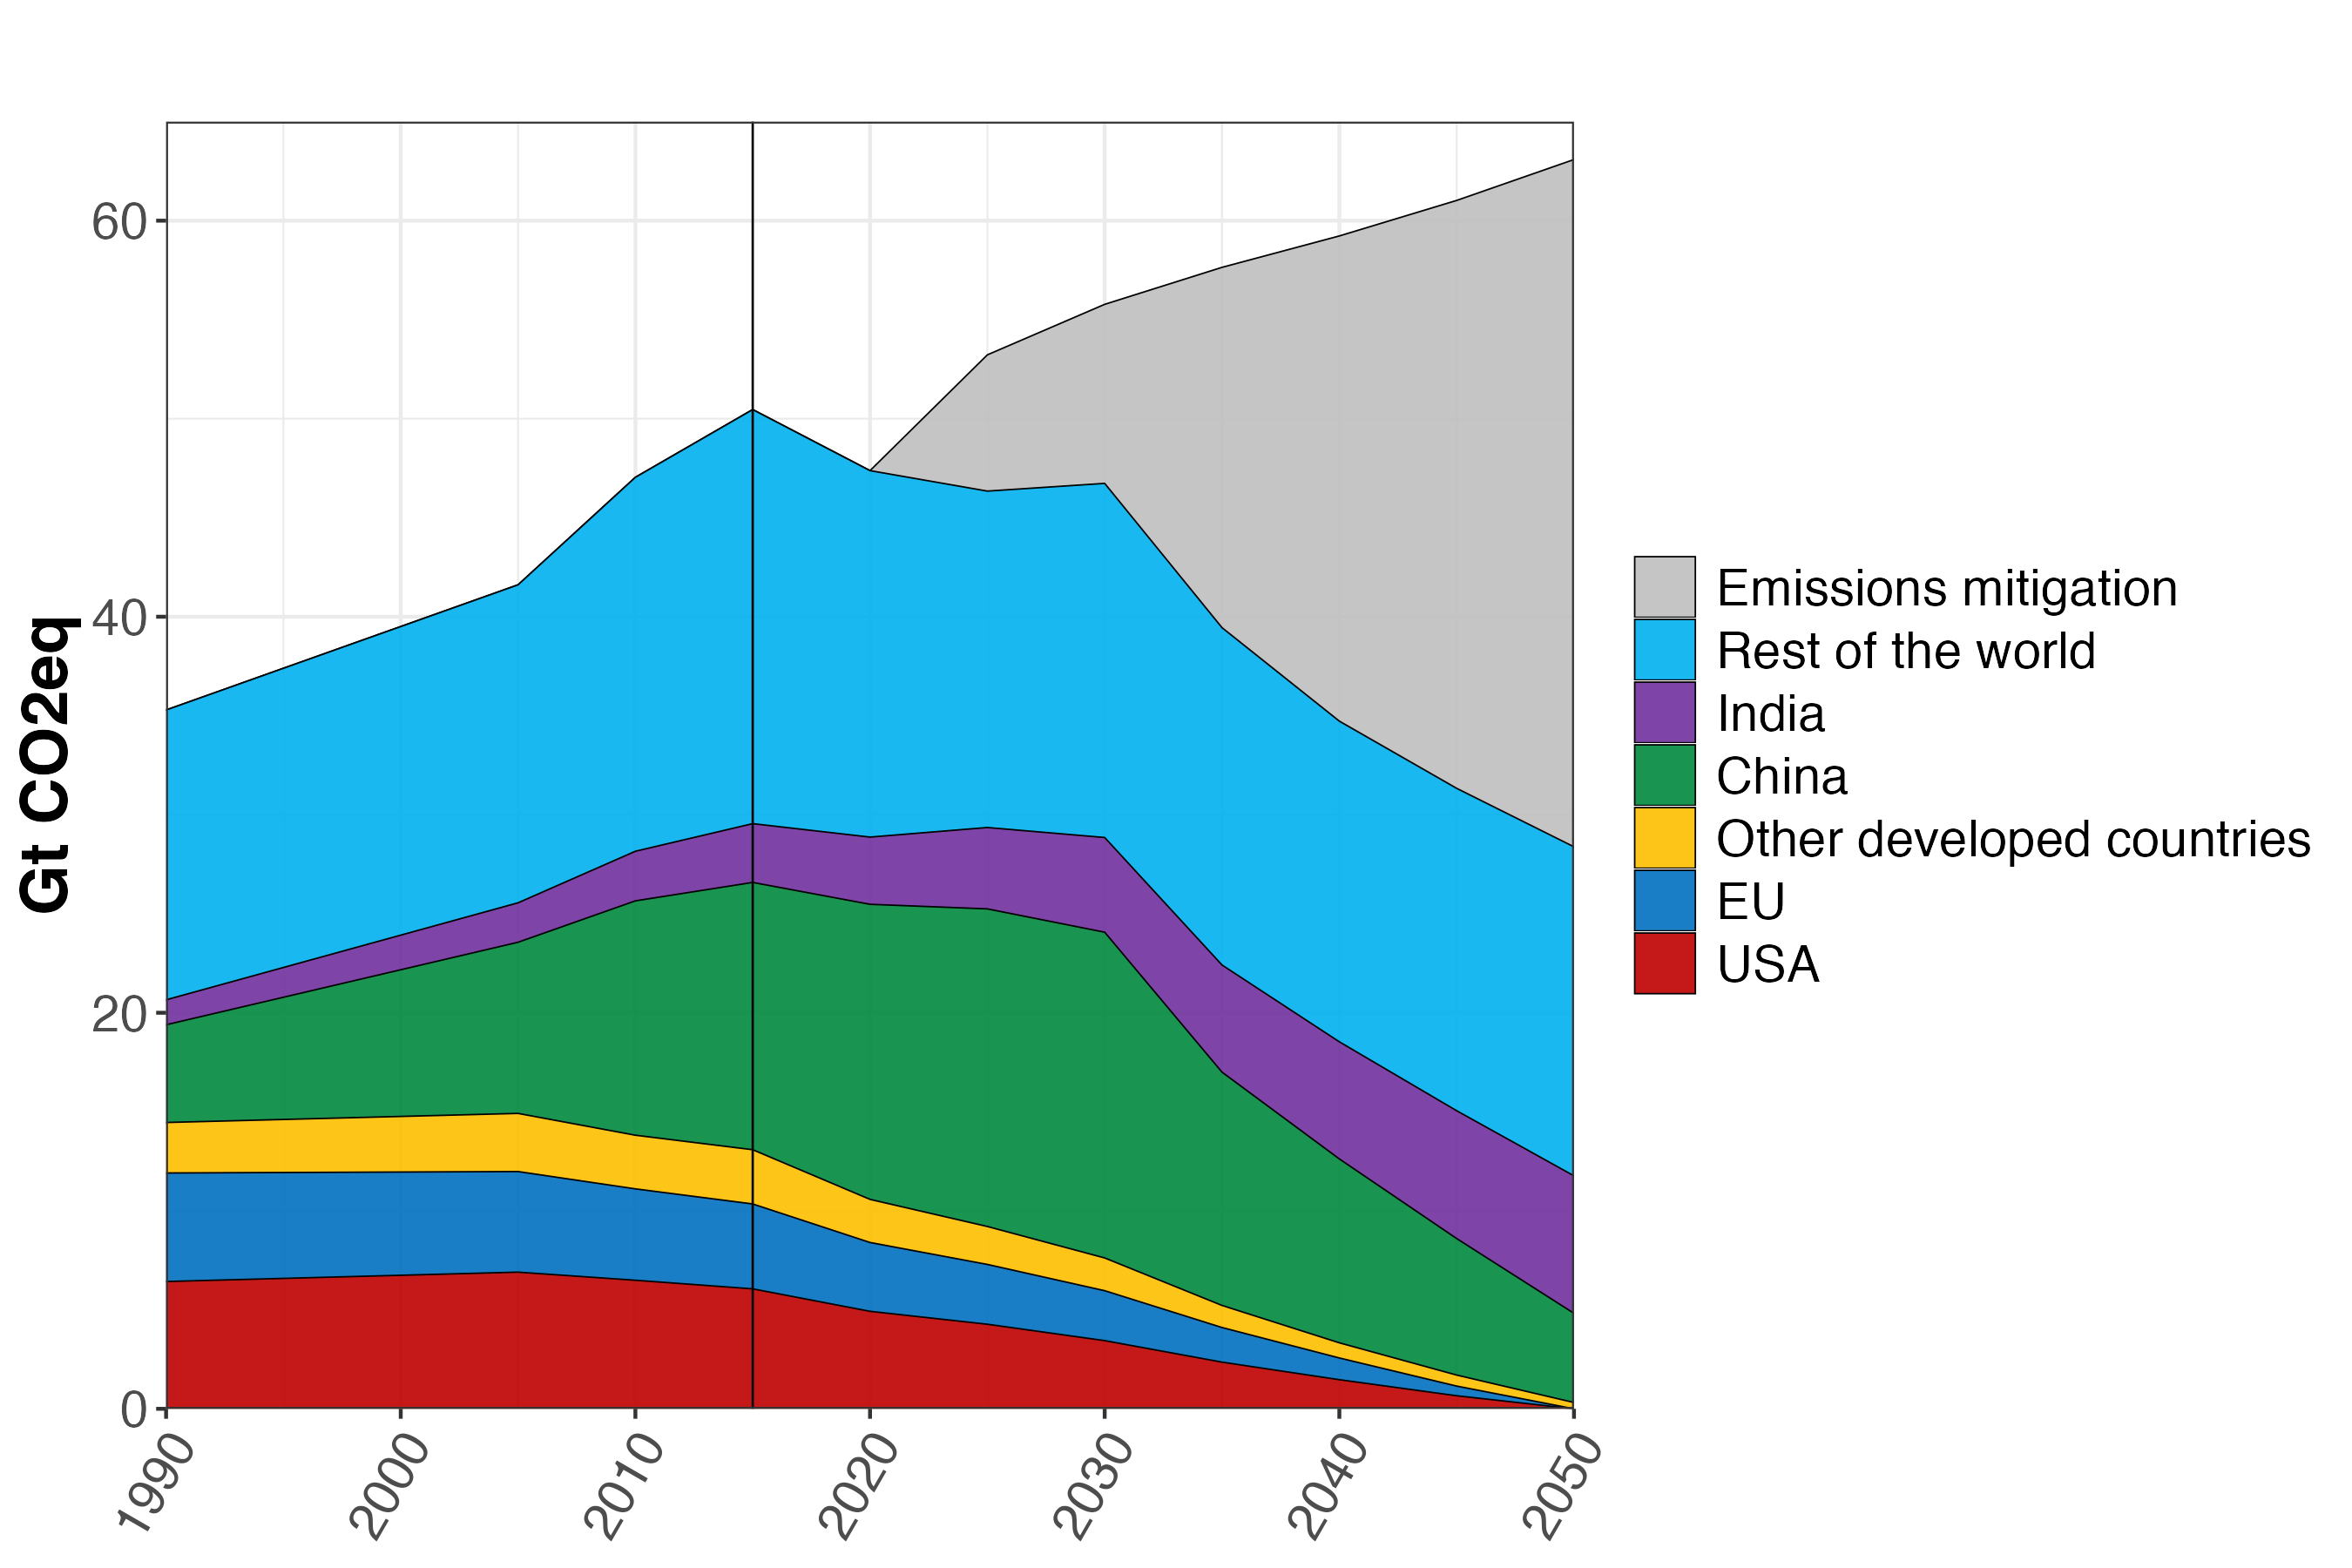 Gt CO2eq
60
40
20
0
1990
2000
2010
2020
2030
2040
2050
Emissions mitigation
Rest of the world
India
China
Other developed countries
EU
USA